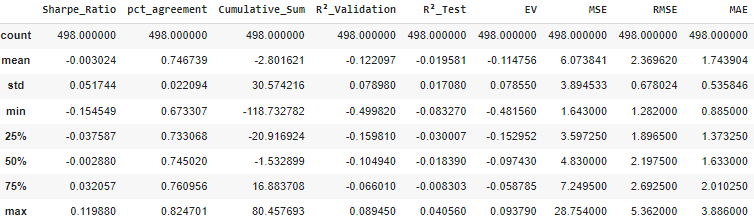 Sharpe_Ratio pct_agreement Cumulative_Sum R²_Validation R²_Test EV MSE RMSE MAE
count 498.000000 498.000000 498.000000 498.000000 498.000000 498.000000 498.000000 498.000000 498.000000
mean -0.003024 0.746739 -2.801621 -0.122097 -0.019581 -0.114756 6.073841 2.369620 1.743904
std 0.051744 0.022094 30.574216 0.078980 0.017080 0.078550 3.894533 0.678024 0.535846
min -0.154549 0.673307 -118.732782 -0.499820 -0.083270 -0.481560 1.643000 1.282000 0.885000
25% -0.037587 0.733068 -20.916924 -0.159810 -0.030007 -0.152952 3.597250 1.896500 1.373250
50% -0.002880 0.745020 -1.532899 -0.104940 -0.018390 -0.097430 4.830000 2.197500 1.633000
75% 0.032057 0.760956 16.883708 -0.066010 -0.008303 -0.058785 7.249500 2.692500 2.010250
max 0.119880 0.824701 80.457693 0.089450 0.040560 0.093790 28.754000 5.362000 3.886000